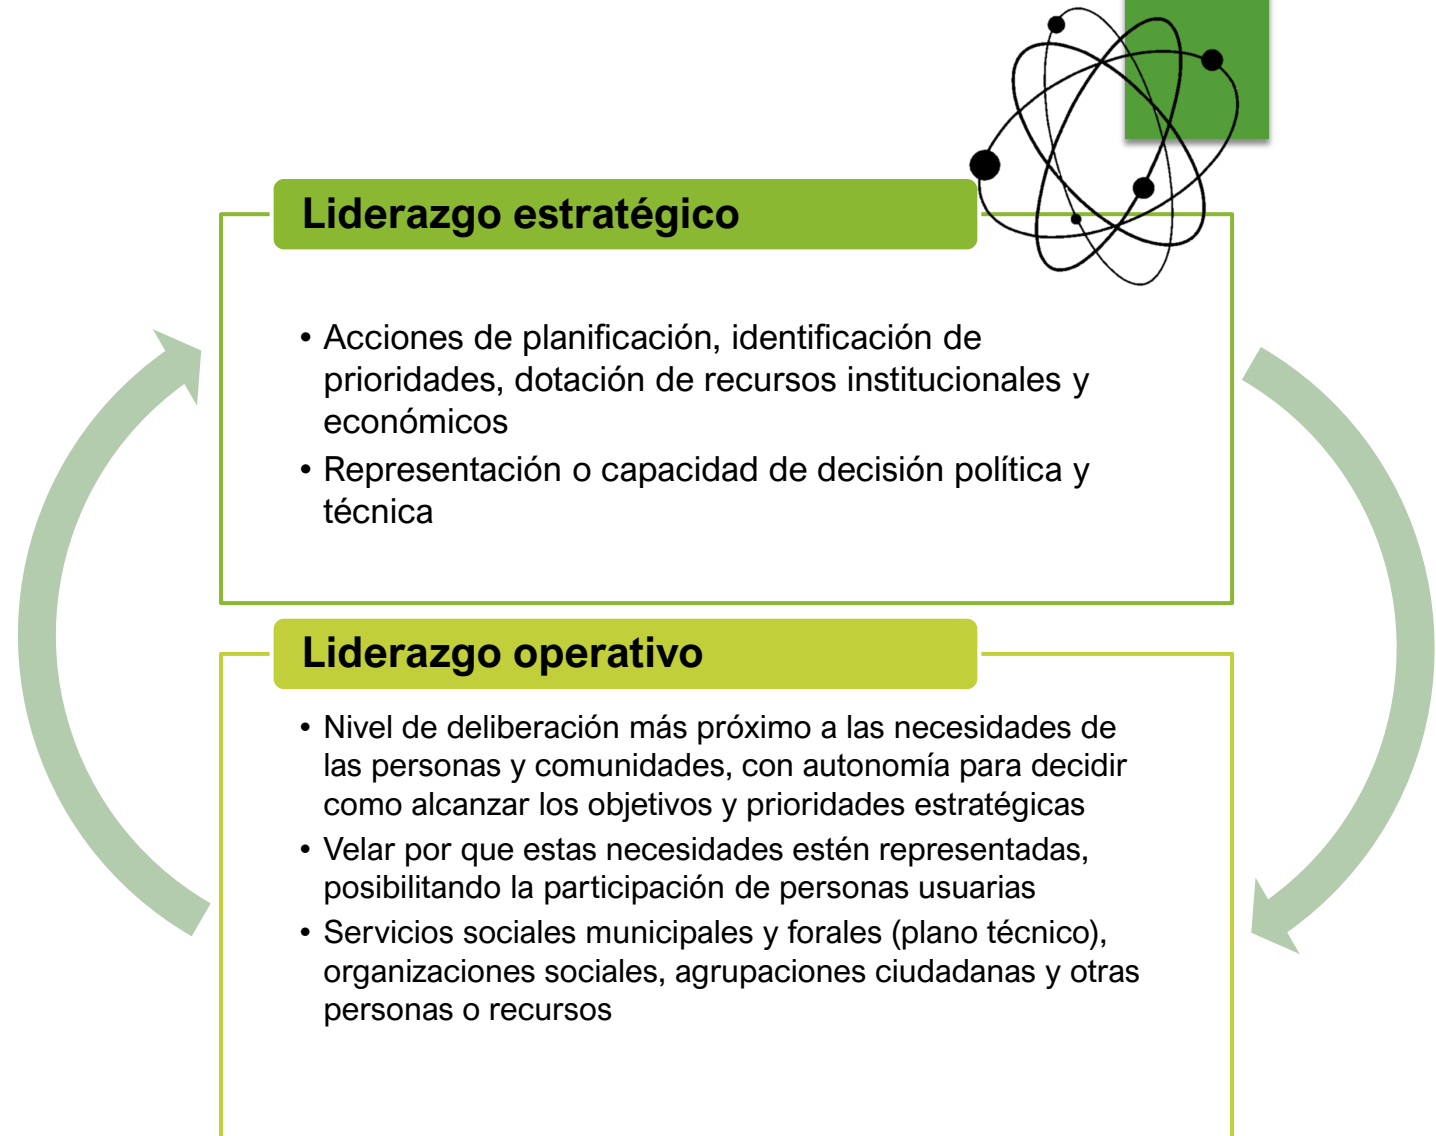 Liderazgo estratégico
• Acciones de planificación, identificación de
prioridades, dotación de recursos institucionales y
económicos
• Representación o capacidad de decisión política y
técnica
Liderazgo operativo
• Nivel de deliberación más próximo a las necesidades de
las personas y comunidades, con autonomía para decidir
como alcanzar los objetivos y prioridades estratégicas
• Velar por que estas necesidades estén representadas,
posibilitando la participación de personas usuarias
• Servicios sociales municipales y forales (plano técnico),
organizaciones sociales, agrupaciones ciudadanas y otras
personas o recursos